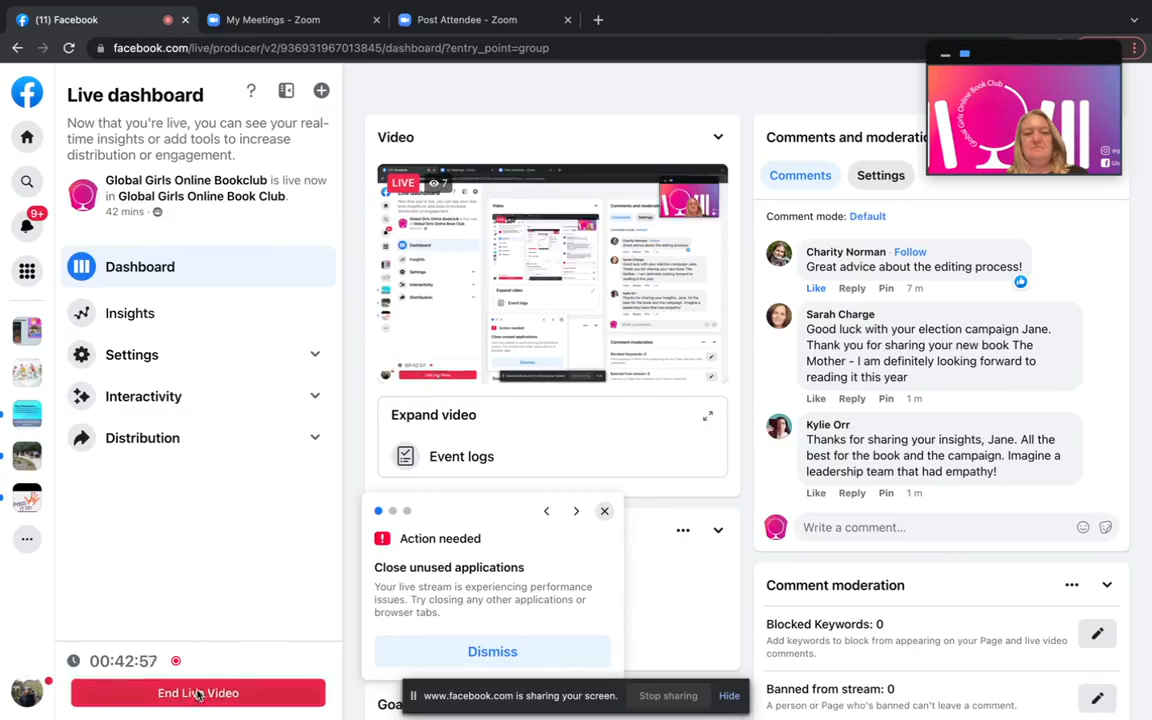 (11) Facebook
My Meetings - Zoom
Post Attendee - Zoom
facebook.com/live/producer/v2/936931967013845/dashboard/?entry_point=group
Live dashboard
Now that you're live, you can see your real-
time insights or add tools to increase
distribution or engagement.
Global Girls Online Bookclub is live now
in Global Girls Online Book Club.
42 mins ·
9+
Dashboard
Insights
Settings
Interactivity
Distribution
00:42:57
End Live Video
Video
LIVE
7
Expand video
Event logs
Action needed
Close unused applications
Your live stream is experiencing performance
issues. Try closing any other applications or
browser tabs.
Dismiss
www.facebook.com is sharing your screen.
Stop sharing
Hide
Goa
Global Girls Online Book Club
Comments and moderati
Comments
Settings
Comment mode: Default
Charity Norman · Follow
Great advice about the editing process!
Like Reply Pin 7 m
Sarah Charge
Good luck with your election campaign Jane.
Thank you for sharing your new book The
Mother - I am definitely looking forward to
reading it this year
Like Reply Pin 1 m
Kylie Orr
Thanks for sharing your insights, Jane. All the
best for the book and the campaign. Imagine a
leadership team that had empathy!
Like Reply Pin 1 m
Write a comment...
Comment moderation
Blocked Keywords: 0
Add keywords to block from appearing on your Page and live video
comments.
Banned from stream: 0
A person or Page who's banned can't leave a comment.